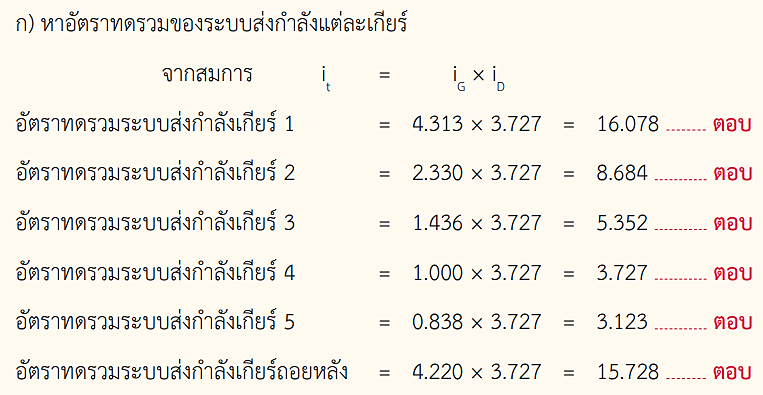 ก) หาอัตราทดรวมของระบบส่งกำลังแต่ละเกียร์
จากสมการ i_t = i_G × i_D
อัตราทดรวมระบบส่งกำลังเกียร์ 1 = 4.313 × 3.727 = 16.078 ........ ตอบ
อัตราทดรวมระบบส่งกำลังเกียร์ 2 = 2.330 × 3.727 = 8.684 .......... ตอบ
อัตราทดรวมระบบส่งกำลังเกียร์ 3 = 1.436 × 3.727 = 5.352 .......... ตอบ
อัตราทดรวมระบบส่งกำลังเกียร์ 4 = 1.000 × 3.727 = 3.727 .......... ตอบ
อัตราทดรวมระบบส่งกำลังเกียร์ 5 = 0.838 × 3.727 = 3.123 .......... ตอบ
อัตราทดรวมระบบส่งกำลังเกียร์ถอยหลัง = 4.220 × 3.727 = 15.728 ........ ตอบ